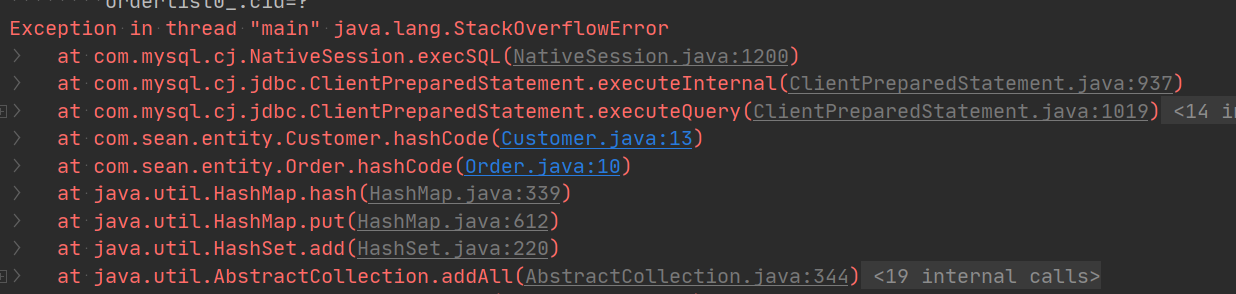 orderlist0_.cid=?
Exception in thread "main" java.lang.StackOverflowError
at com.mysql.cj.NativeSession.execSQL(NativeSession.java:1200)
at com.mysql.cj.jdbc.ClientPreparedStatement.executeInternal(ClientPreparedStatement.java:937)
at com.mysql.cj.jdbc.ClientPreparedStatement.executeQuery(ClientPreparedStatement.java:1019) <14 in
at com.sean.entity.Customer.hashCode(Customer.java:13)
at com.sean.entity.Order.hashCode(Order.java:10)
at java.util.HashMap.hash(HashMap.java:339)
at java.util.HashMap.put(HashMap.java:612)
at java.util.HashSet.add(HashSet.java:220)
at java.util.AbstractCollection.addAll(AbstractCollection.java:344) <19 internal calls>